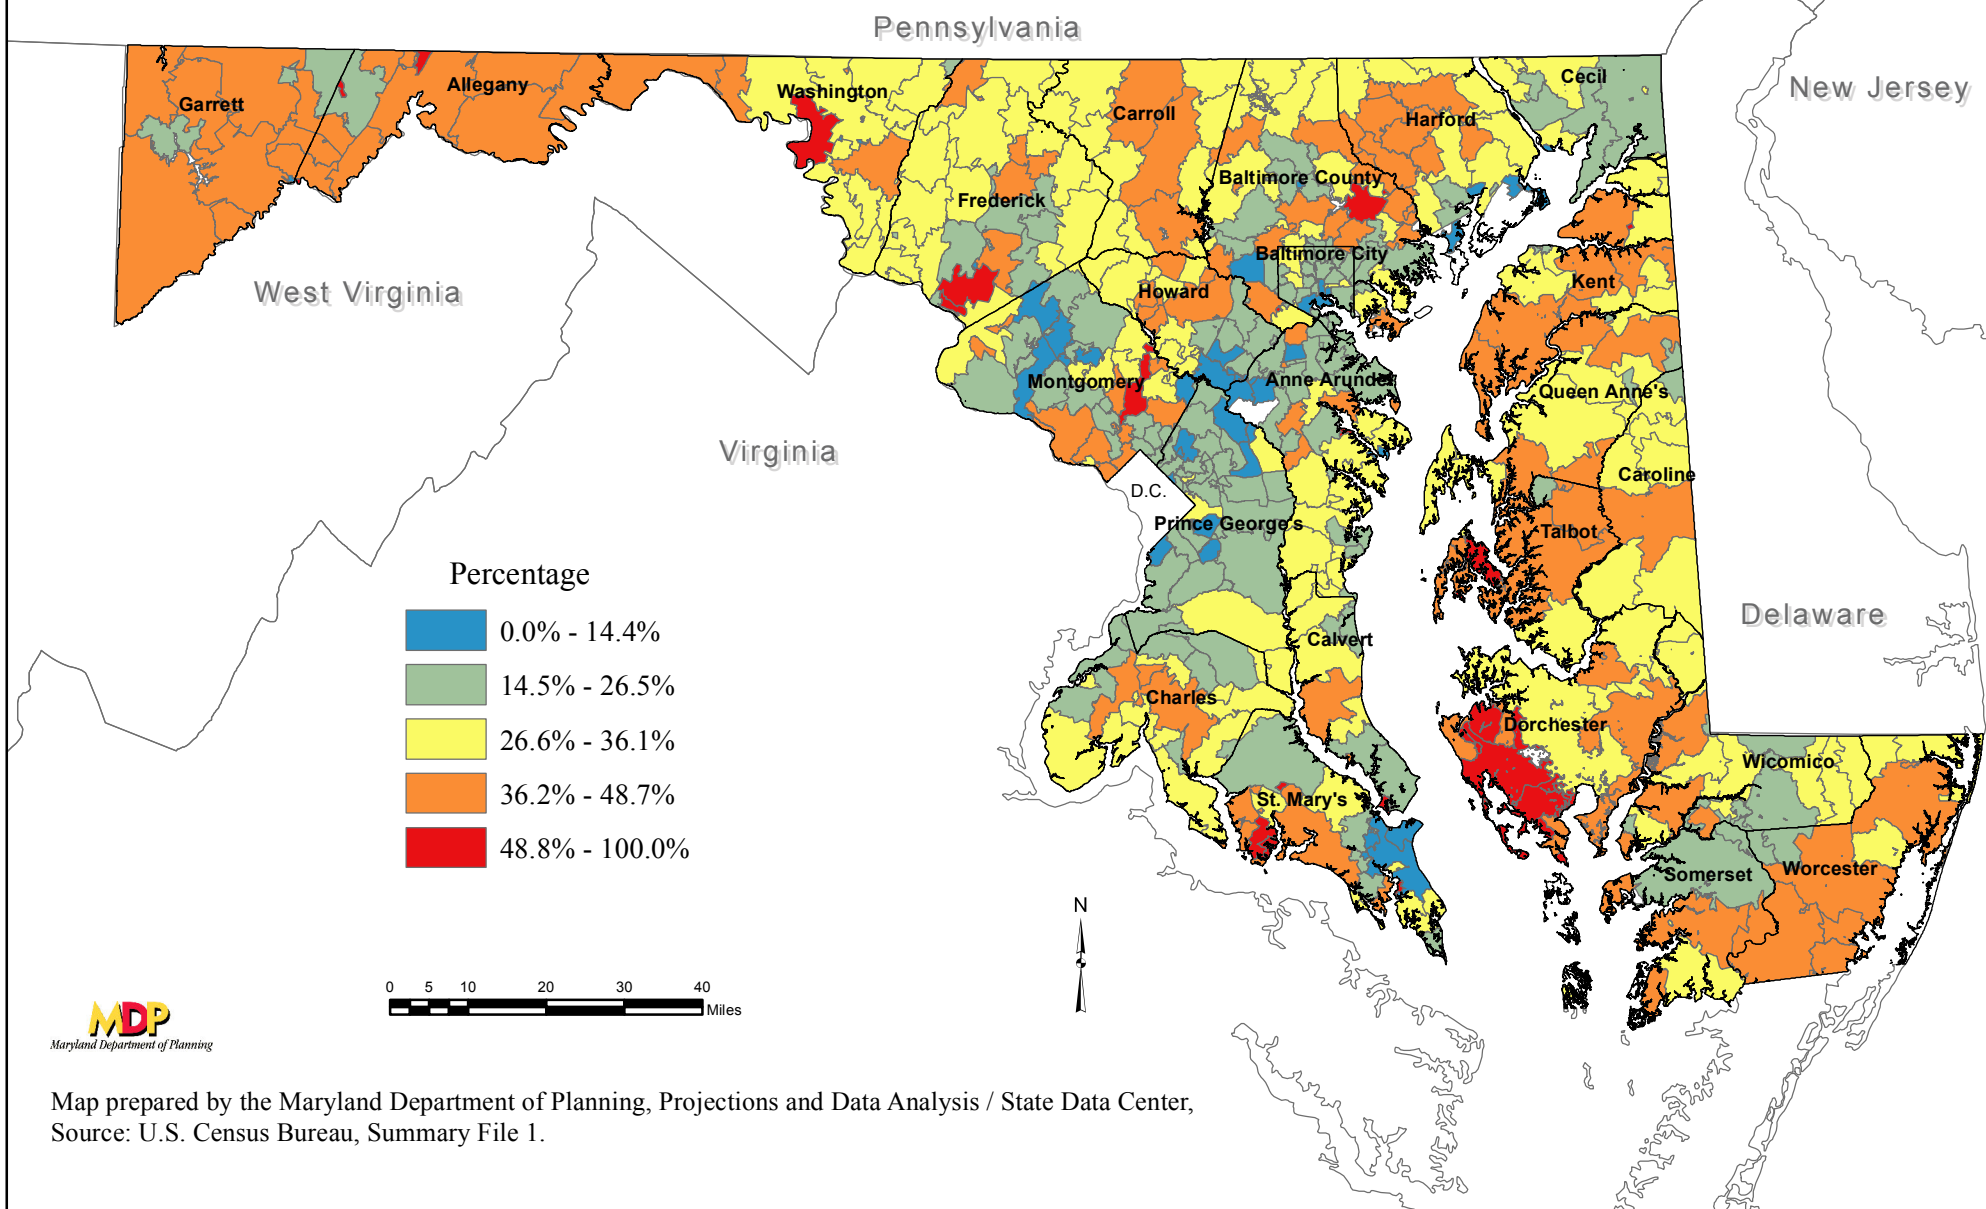 Pennsylvania
New Jersey
Cecil
Garrett
Allegany
Washington
Carroll
Harford
Frederick
Baltimore County
Baltimore City
West Virginia
Howard
Kent
Montgomery
Anne Arundel
Queen Anne's
Virginia
Caroline
D.C.
Prince George's
Talbot
Delaware
Calvert
Charles
Dorchester
Wicomico
St. Mary's
Somerset
Worcester
Percentage
0.0% - 14.4%
14.5% - 26.5%
26.6% - 36.1%
36.2% - 48.7%
48.8% - 100.0%
N
0 5 10 20 30 40
Miles
MDP
Maryland Department of Planning
Map prepared by the Maryland Department of Planning, Projections and Data Analysis / State Data Center,
Source: U.S. Census Bureau, Summary File 1.